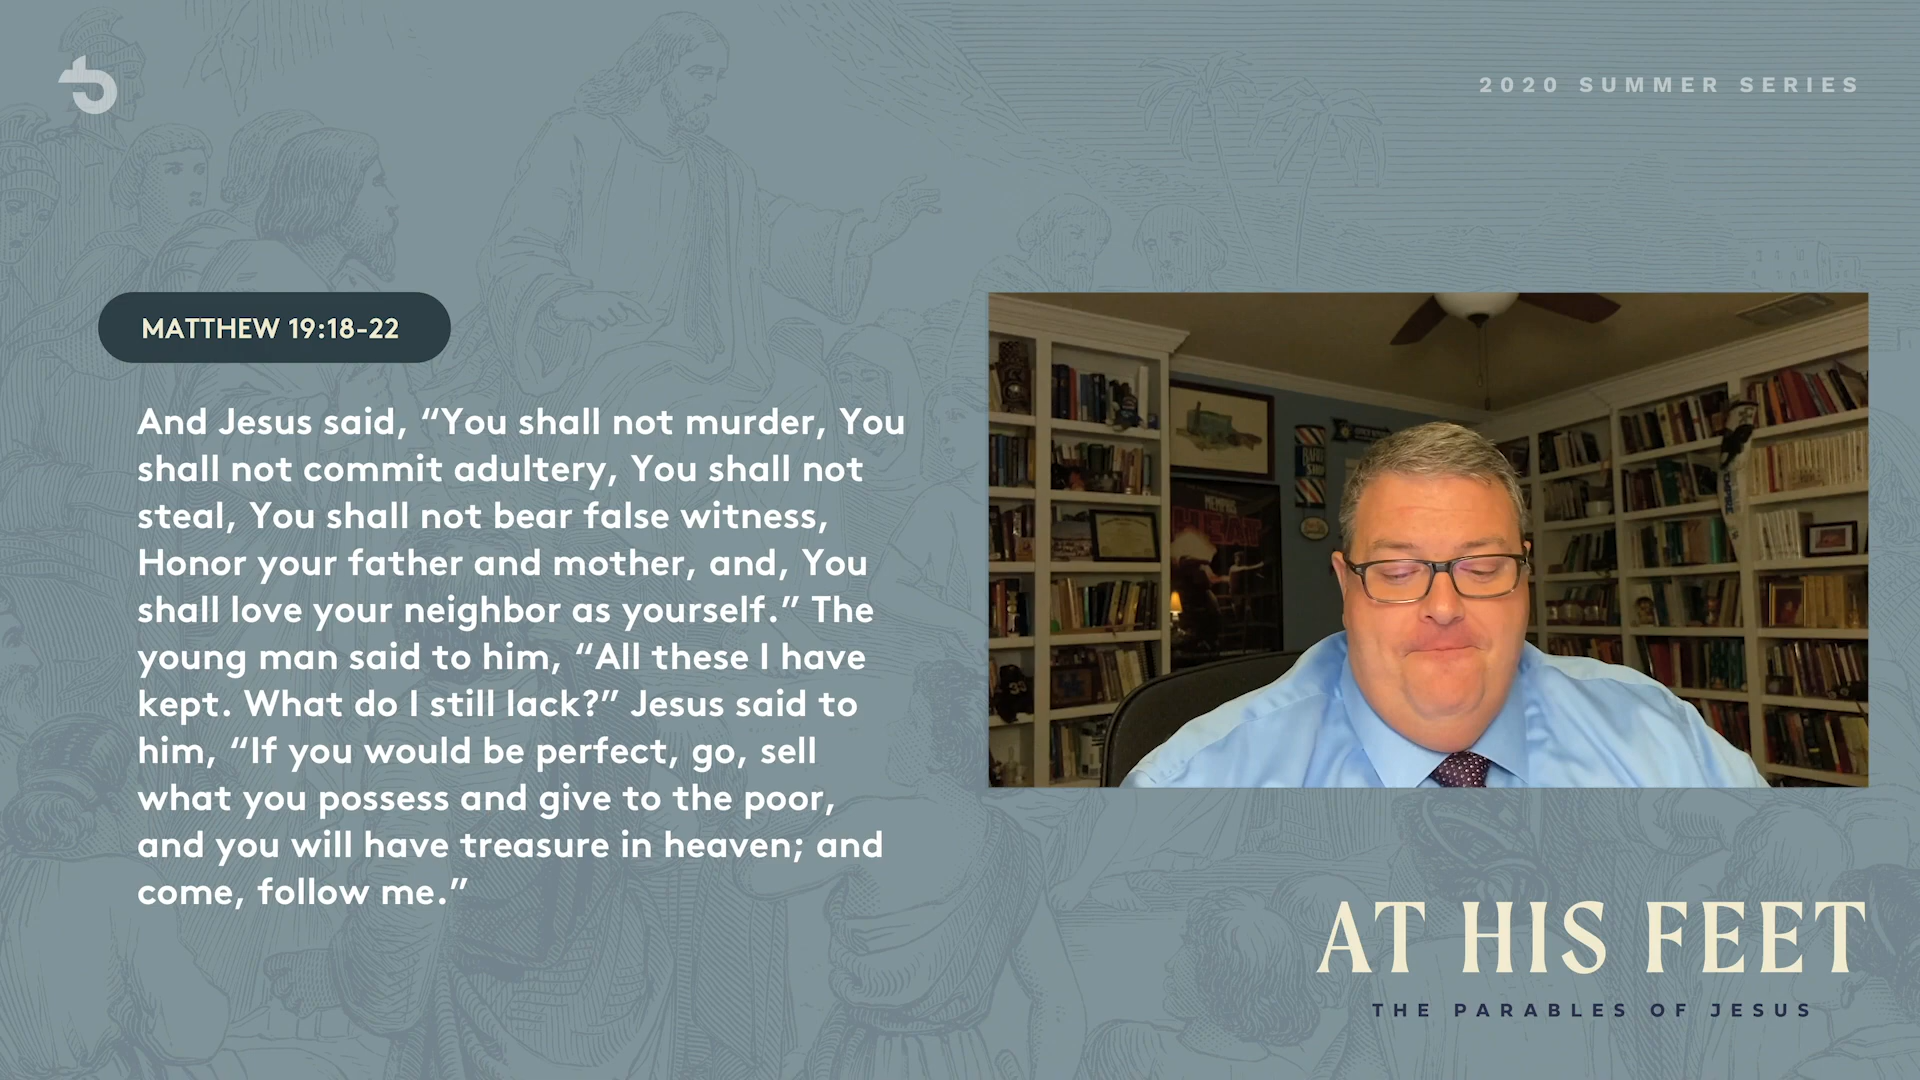 2020 SUMMER SERIES
MATTHEW 19:18-22
And Jesus said, “You shall not murder, You
shall not commit adultery, You shall not
steal, You shall not bear false witness,
Honor your father and mother, and, You
shall love your neighbor as yourself.” The
young man said to him, “All these I have
kept. What do I still lack?” Jesus said to
him, “If you would be perfect, go, sell
what you possess and give to the poor,
and you will have treasure in heaven; and
come, follow me.”
MEMPHIS
HEAT
33
AT HIS FEET
THE PARABLES OF JESUS